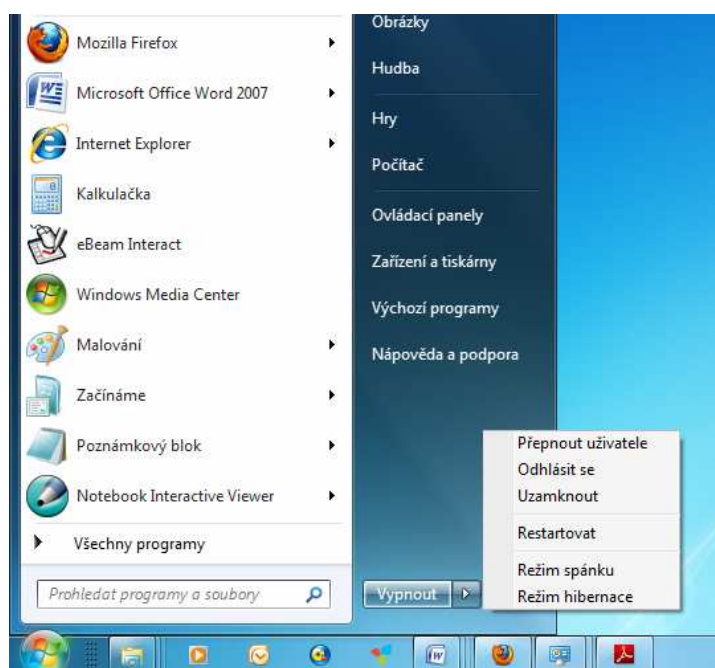 Mozilla Firefox
Microsoft Office Word 2007
Internet Explorer
Kalkulačka
eBeam Interact
Windows Media Center
Malování
Začínáme
Poznámkový blok
Notebook Interactive Viewer
Všechny programy
Prohledat programy a soubory
Obrázky
Hudba
Hry
Počítač
Ovládací panely
Zařízení a tiskárny
Výchozí programy
Nápověda a podpora
Vypnout
Přepnout uživatele
Odhlásit se
Uzamknout
Restartovat
Režim spánku
Režim hibernace